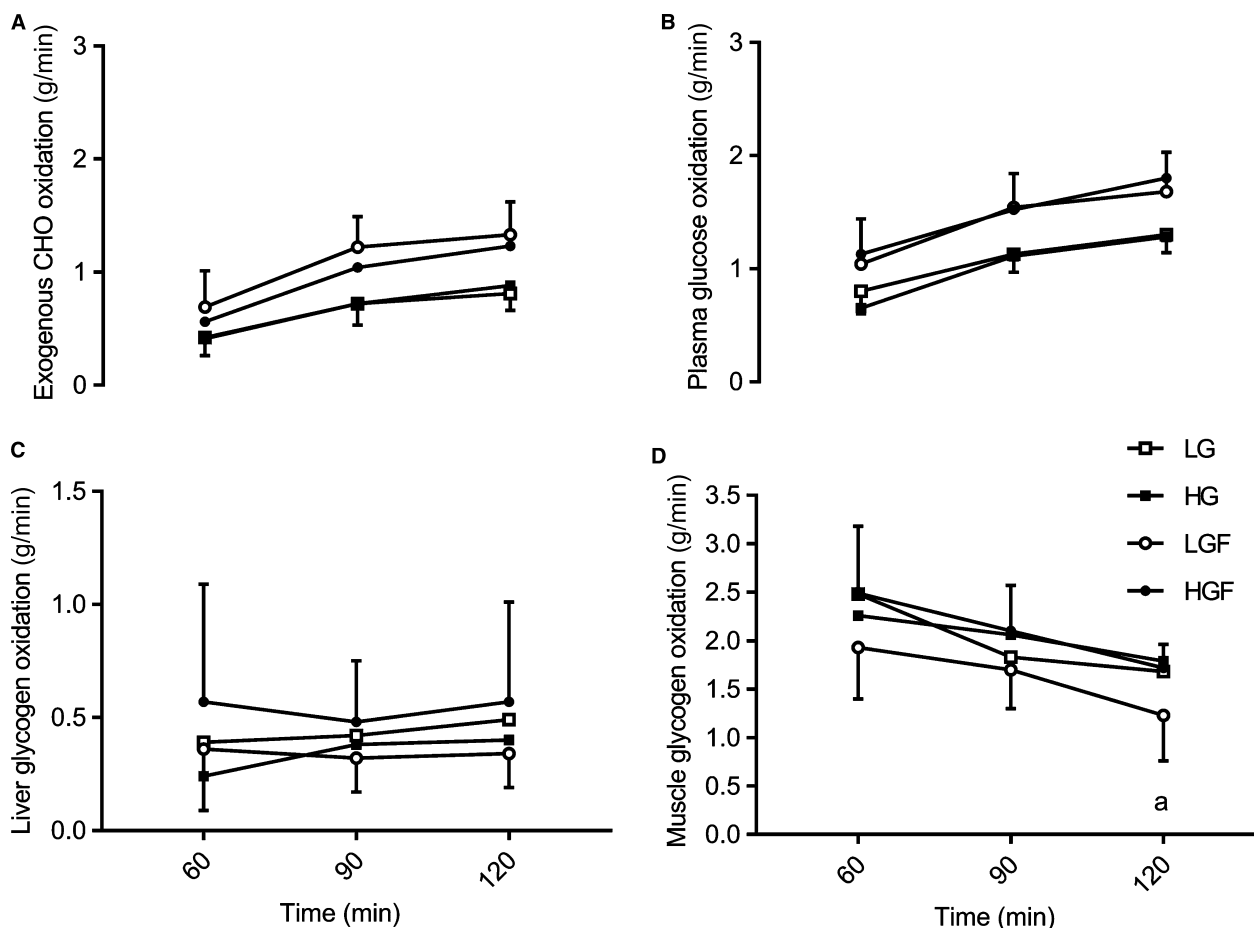 A
Exogenous CHO oxidation (g/min)
3
2
1
0
B
Plasma glucose oxidation (g/min)
3
2
1
0
C
Liver glycogen oxidation (g/min)
1.5
1.0
0.5
0.0
60
90
120
Time (min)
D
Muscle glycogen oxidation (g/min)
3.5
3.0
2.5
2.0
1.5
1.0
0.5
0.0
LG
HG
LGF
HGF
a
60
90
120
Time (min)